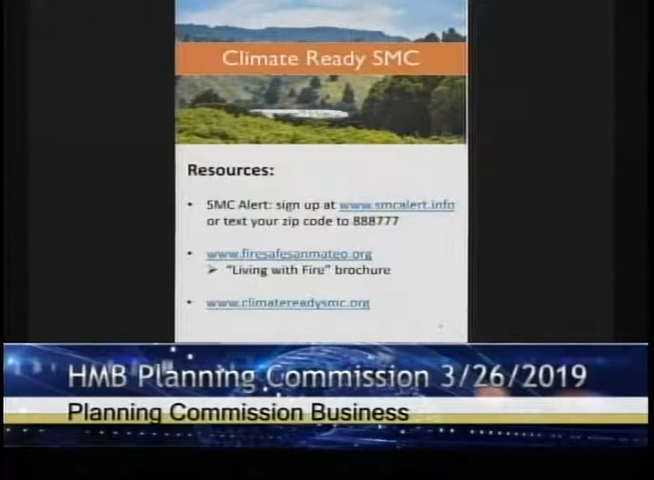 Climate Ready SMC
Resources:
• SMC Alert: sign up at www.smcalert.info
or text your zip code to 888777
• www.firesafesanmateo.org
➢ "Living with Fire" brochure
• www.climatereadysmc.org
HMB Planning Commission 3/26/2019
Planning Commission Business